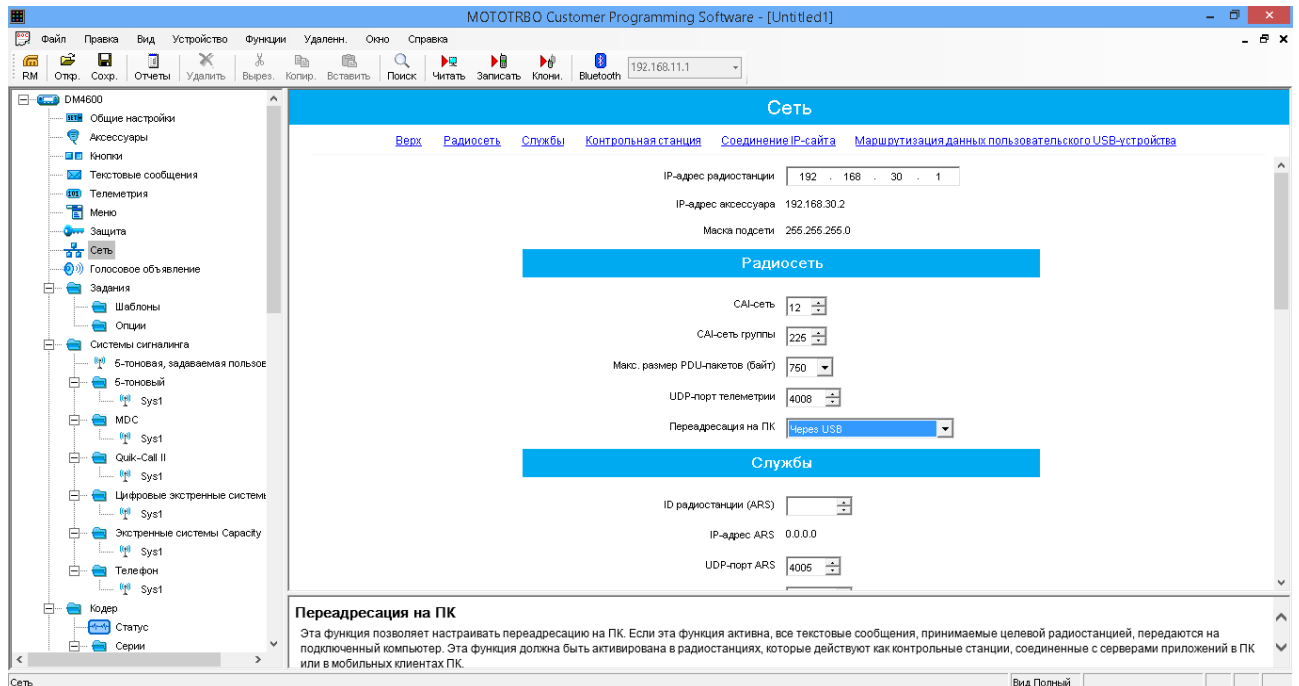 MOTOTRBO Customer Programming Software - [Untitled1]
Файл Правка Вид Устройство Функции Удаленн. Окно Справка
RM Откр. Сохр. Отчеты Удалить Вырез. Копир. Вставить Поиск Читать Записать Клони. Bluetooth 192.168.11.1
DM4600
Общие настройки
Аксессуары
Кнопки
Текстовые сообщения
Телеметрия
Меню
Защита
Сеть
Голосовое объявление
Задания
Шаблоны
Опции
Системы сигналинга
5-тоновая, задаваемая пользов
5-тоновый
Sys1
MDC
Sys1
Quik-Call II
Sys1
Цифровые экстренные системы
Sys1
Экстренные системы Capacity
Sys1
Телефон
Sys1
Кодер
Статус
Серии
Сеть
Верх Радиосеть Службы Контрольная станция Соединение IP-сайта Маршрутизация данных пользовательского USB-устройства
IP-адрес радиостанции 192 . 168 . 30 . 1
IP-адрес аксессуара 192.168.30.2
Маска подсети 255.255.255.0
Радиосеть
CAI-сеть 12
CAI-сеть группы 225
Макс. размер PDU-пакетов (байт) 750
UDP-порт телеметрии 4008
Переадресация на ПК Через USB
Службы
ID радиостанции (ARS)
IP-адрес ARS 0.0.0.0
UDP-порт ARS 4005
Переадресация на ПК
Эта функция позволяет настраивать переадресацию на ПК. Если эта функция активна, все текстовые сообщения, принимаемые целевой радиостанцией, передаются на
подключенный компьютер. Эта функция должна быть активирована в радиостанциях, которые действуют как контрольные станции, соединенные с серверами приложений в ПК
или в мобильных клиентах ПК.
Сеть Вид Полный